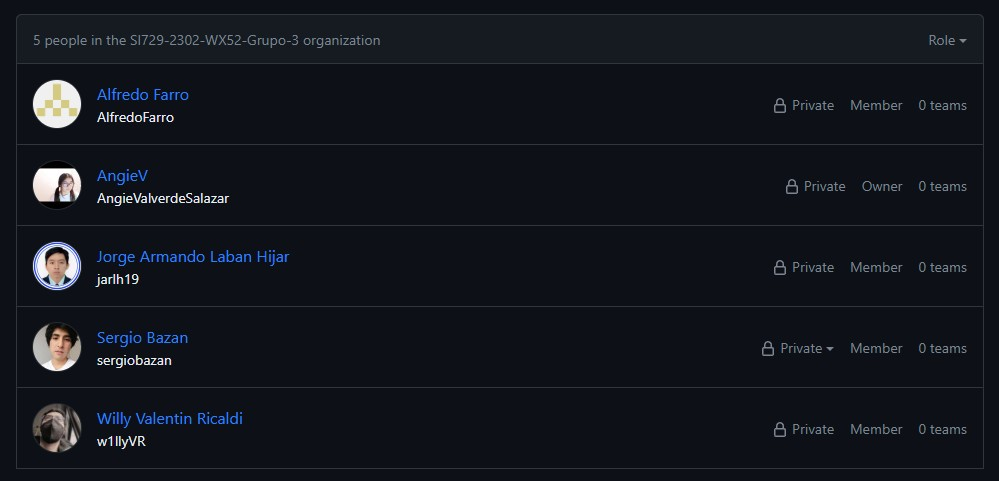 5 people in the SI729-2302-WX52-Grupo-3 organization
Role
Alfredo Farro
AlfredoFarro
Private Member 0 teams
AngieV
AngieValverdeSalazar
Private Owner 0 teams
Jorge Armando Laban Hijar
jarlh19
Private Member 0 teams
Sergio Bazan
sergiobazan
Private Member 0 teams
Willy Valentin Ricaldi
w1llyVR
Private Member 0 teams